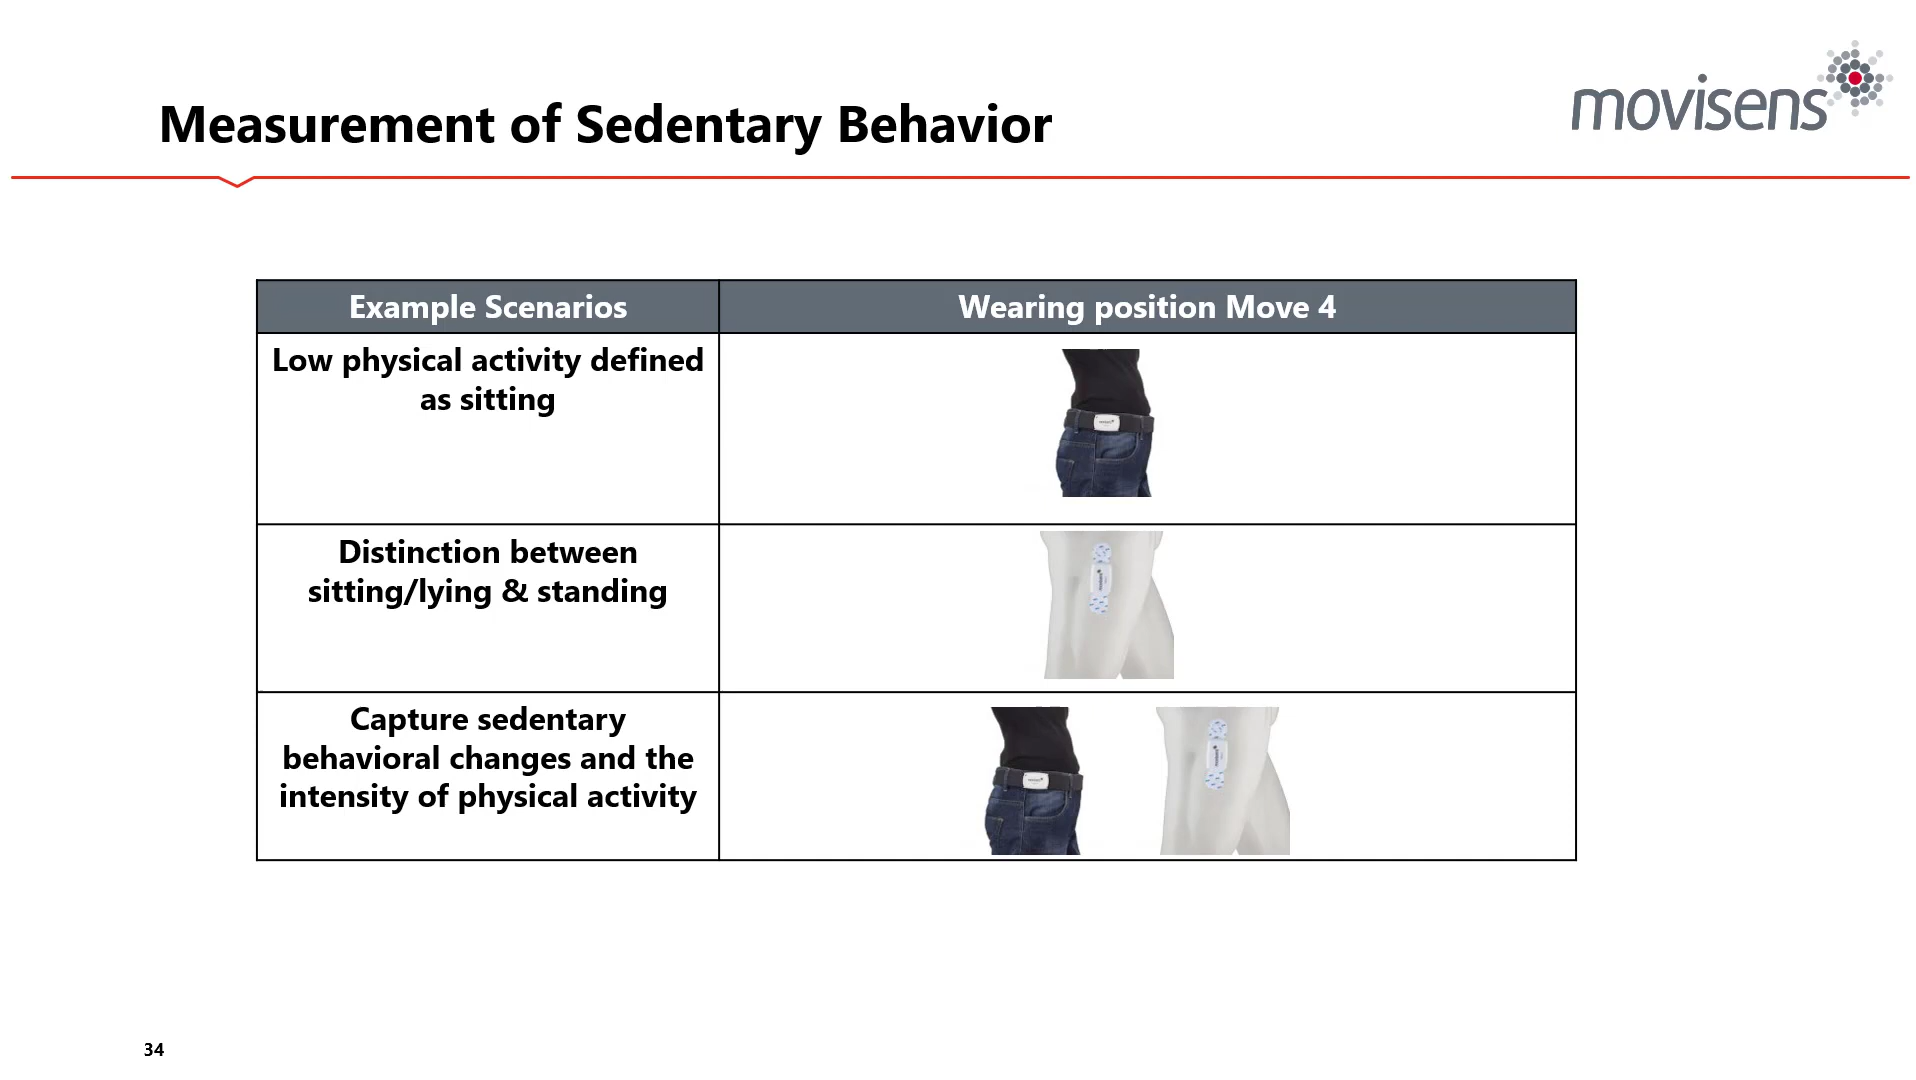 Measurement of Sedentary Behavior
movisens
Example Scenarios
Wearing position Move 4
Low physical activity defined
as sitting
Distinction between
sitting/lying & standing
Capture sedentary
behavioral changes and the
intensity of physical activity
34